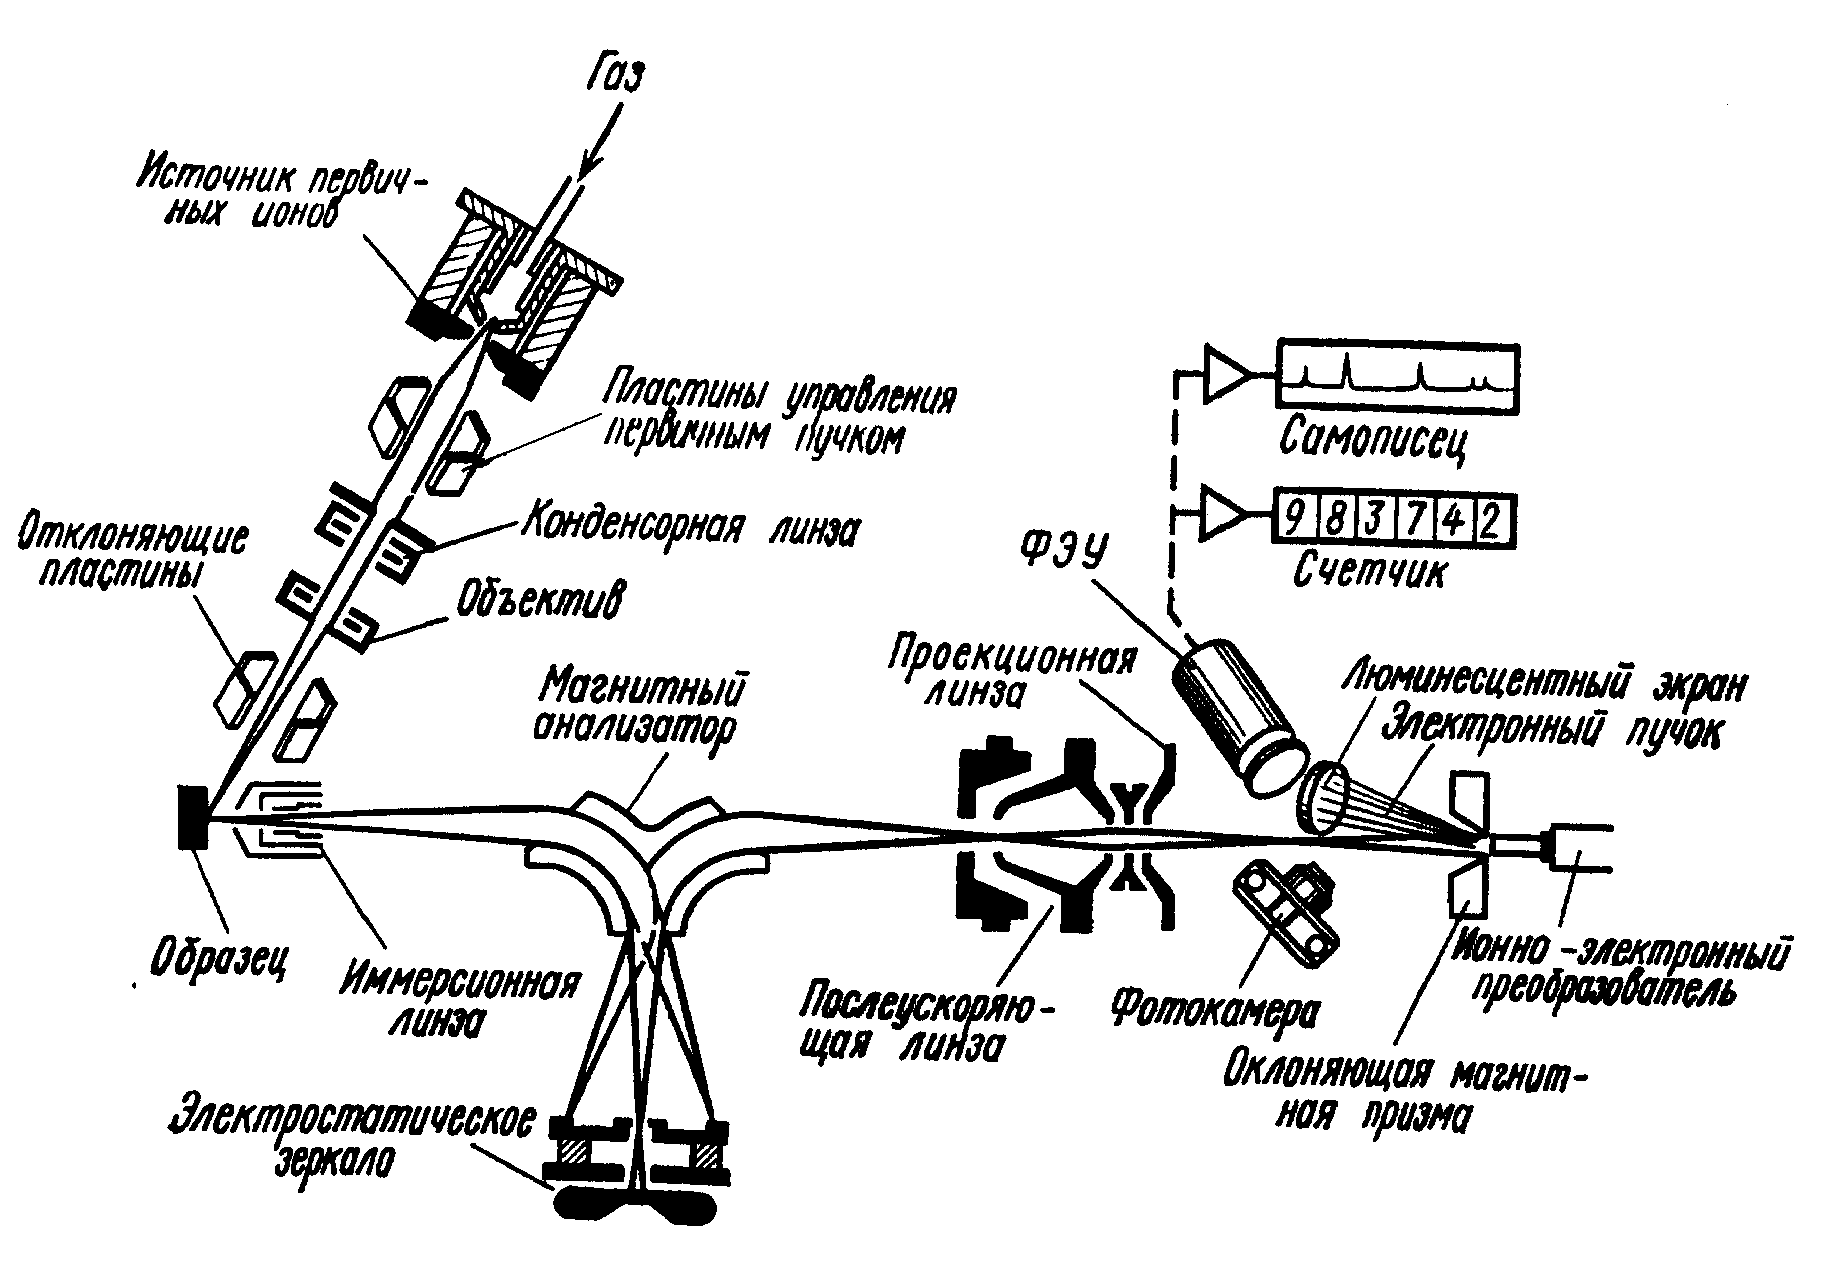 Газ
Источник первич-
ных ионов
Пластины управления
первичным пучком
Конденсорная линза
Отклоняющие
пластины
Объектив
Самописец
9 8 3 7 4 2
Счетчик
ФЭУ
Проекционная
линза
Люминесцентный экран
Электронный пучок
Магнитный
анализатор
Образец
Иммерсионная
линза
Послеускоряю-
щая линза
Фотокамера
Ионно-электронный
преобразователь
Оклоняющая магнит-
ная призма
Электростатическое
зеркало